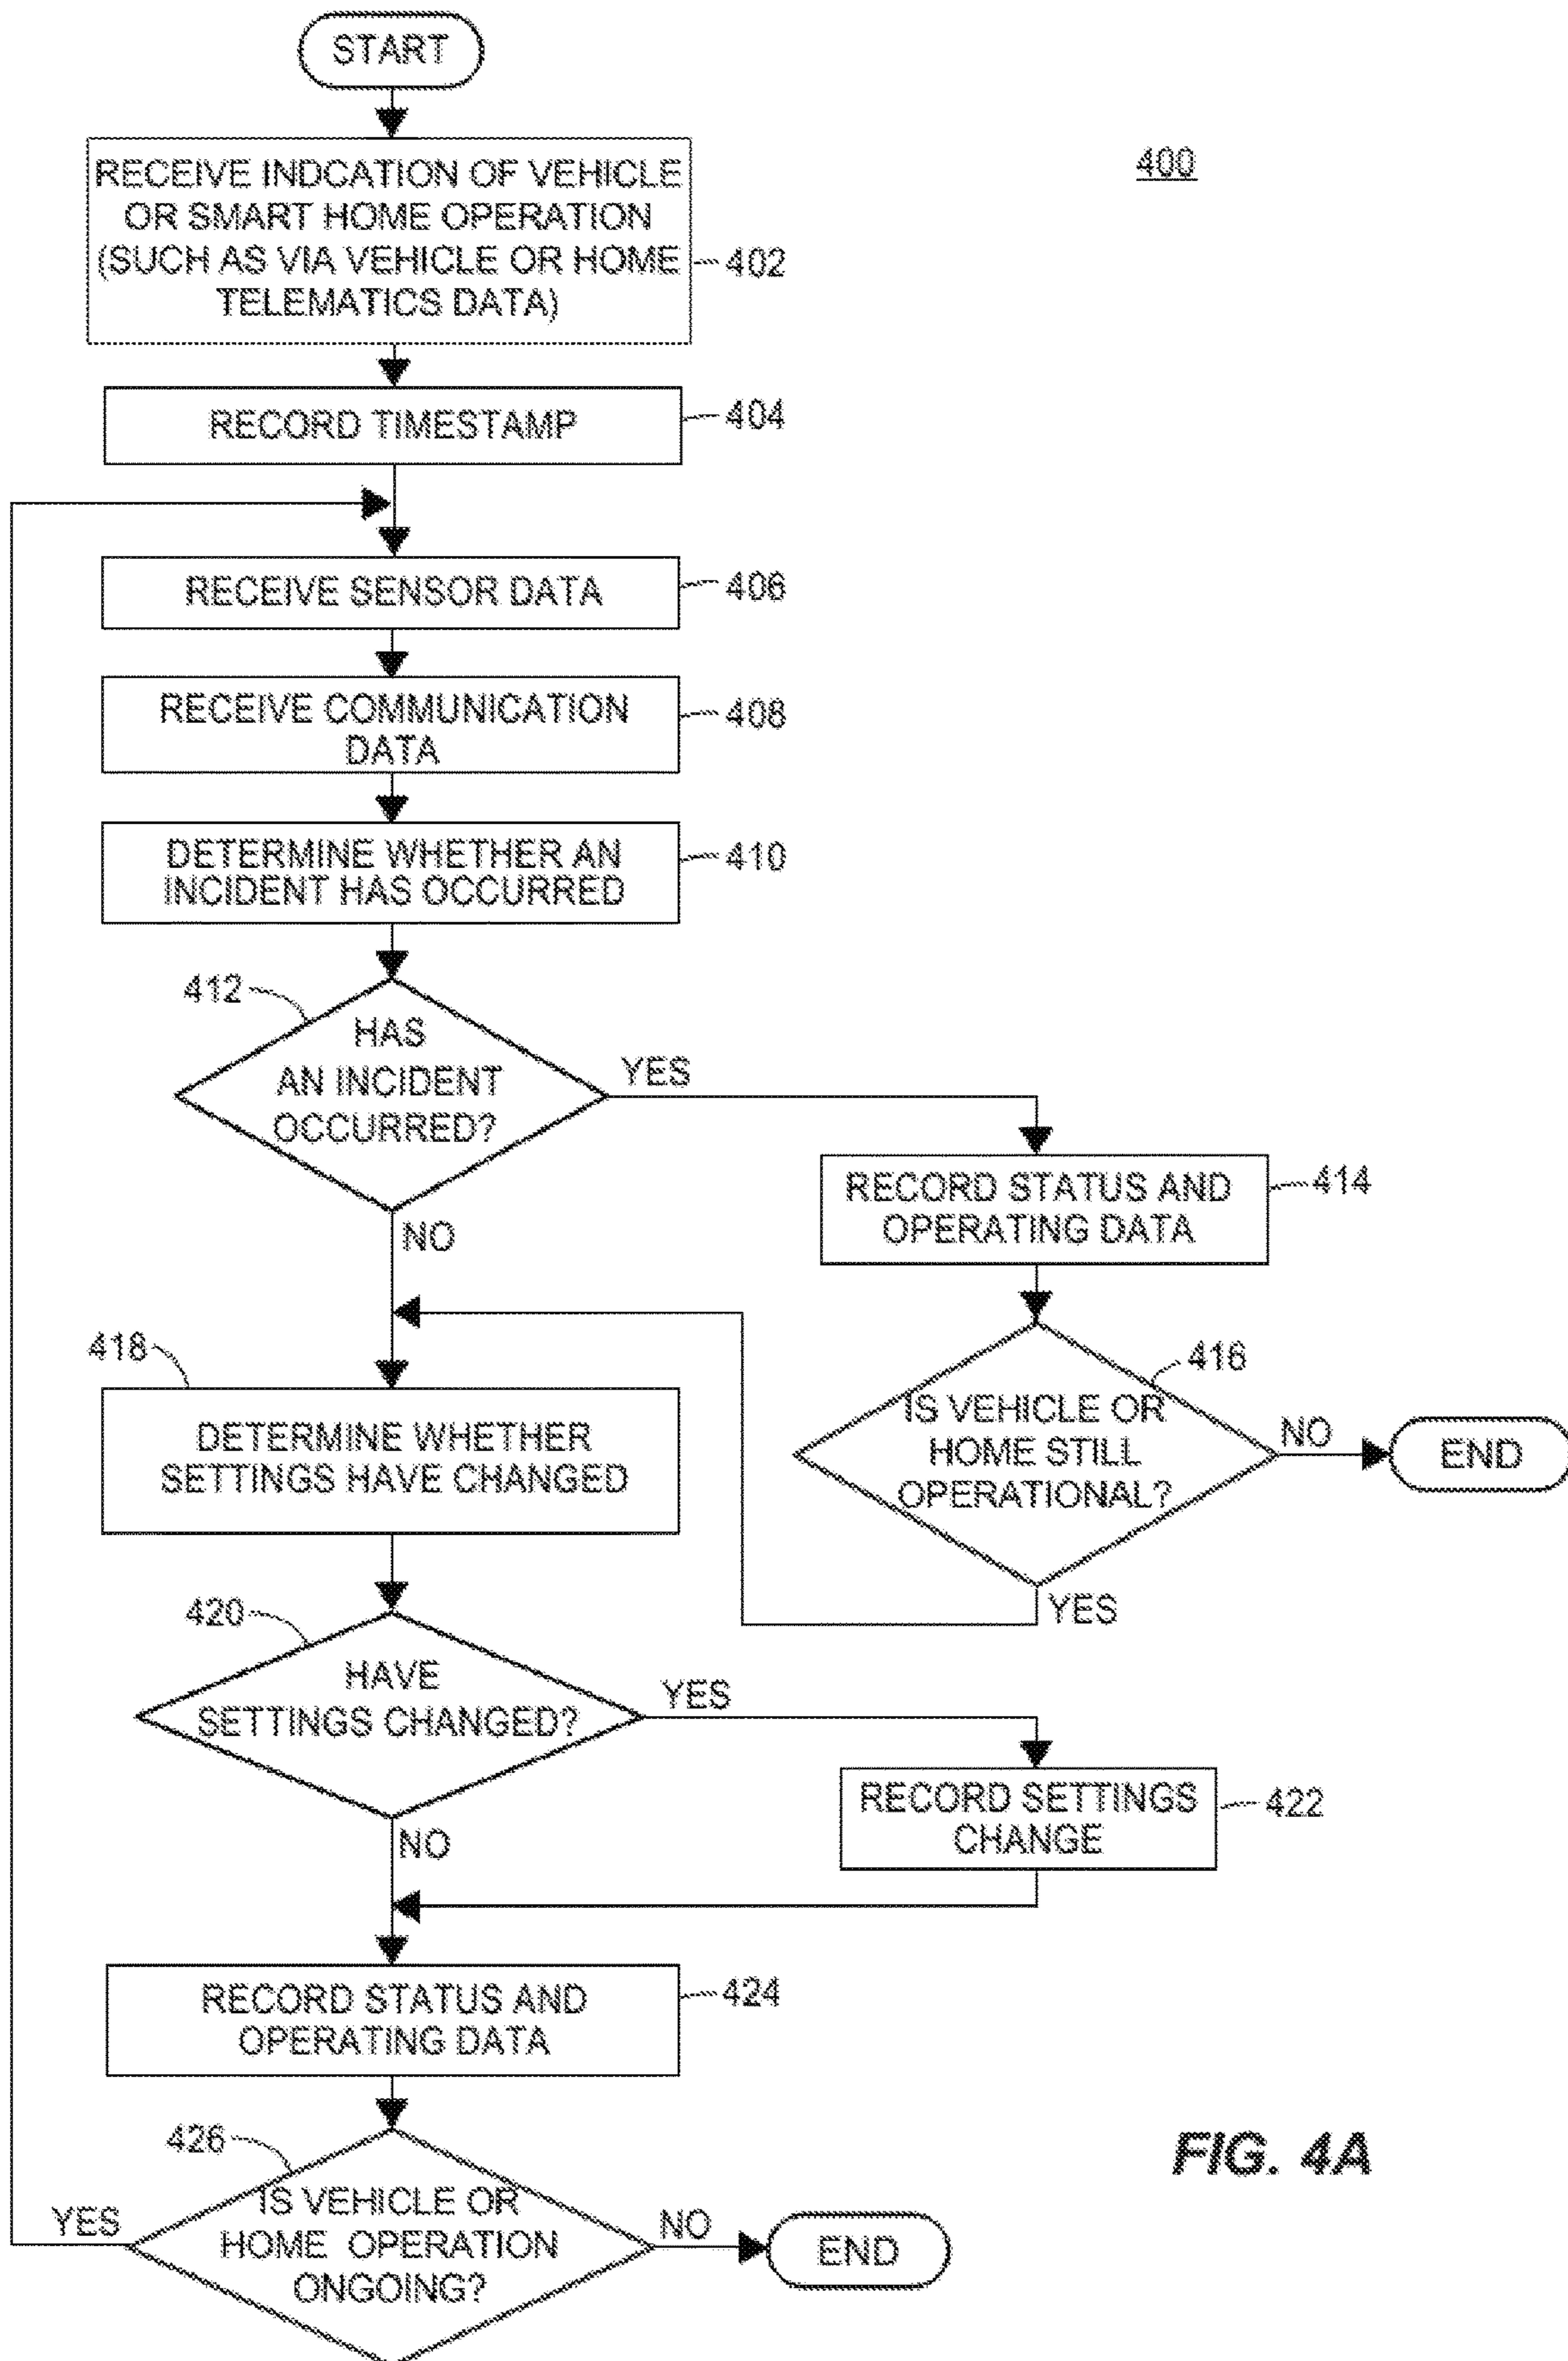 START
400
RECEIVE INDCATION OF VEHICLE
OR SMART HOME OPERATION
(SUCH AS VIA VEHICLE OR HOME
TELEMATICS DATA)
402
RECORD TIMESTAMP
404
RECEIVE SENSOR DATA
406
RECEIVE COMMUNICATION
DATA
408
DETERMINE WHETHER AN
INCIDENT HAS OCCURRED
410
412
HAS
AN INCIDENT
OCCURRED?
YES
NO
RECORD STATUS AND
OPERATING DATA
414
416
IS VEHICLE OR
HOME STILL
OPERATIONAL?
NO
END
YES
418
DETERMINE WHETHER
SETTINGS HAVE CHANGED
420
HAVE
SETTINGS CHANGED?
YES
NO
RECORD SETTINGS
CHANGE
422
RECORD STATUS AND
OPERATING DATA
424
426
IS VEHICLE OR
HOME OPERATION
ONGOING?
YES
NO
END
FIG. 4A